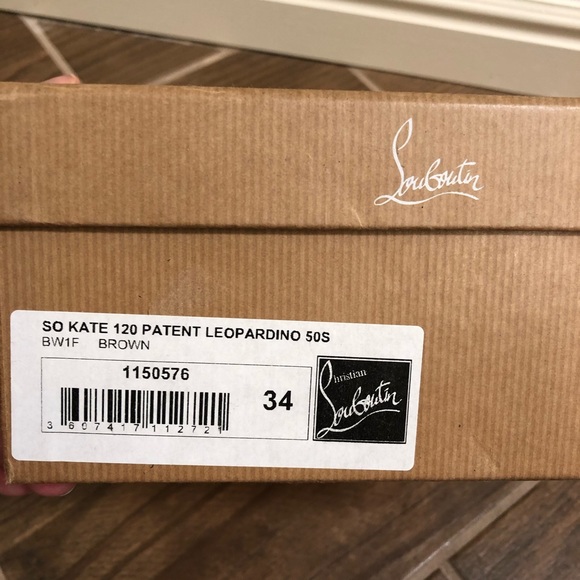 Louboutin
SO KATE 120 PATENT LEOPARDINO 50S
BW1F BROWN
1150576
34
3 607417 112721
Christian
Louboutin